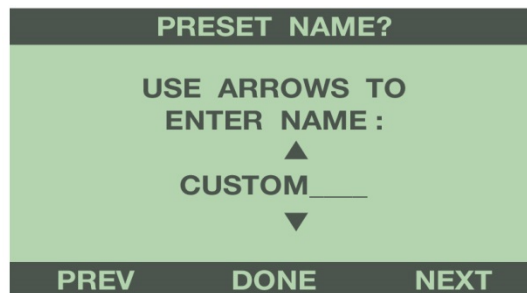 PRESET NAME?
USE ARROWS TO
ENTER NAME :
▲
CUSTOM____
▼
PREV DONE NEXT